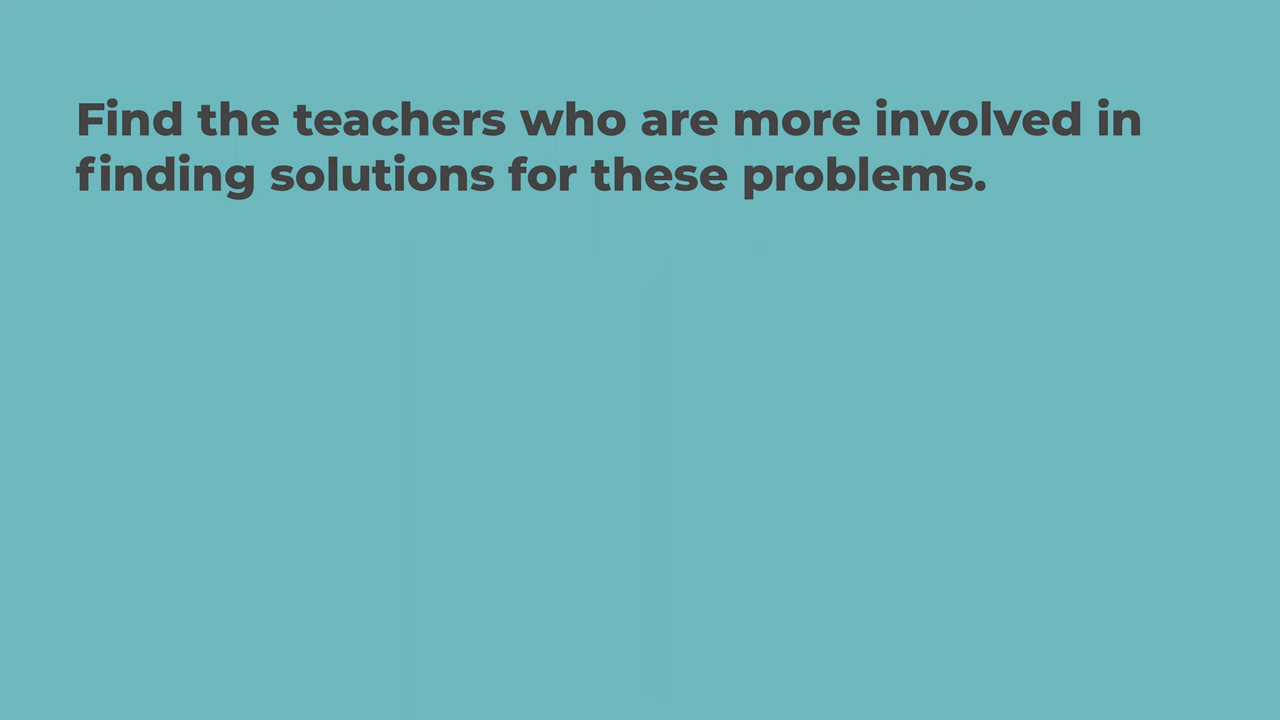 Find the teachers who are more involved in
finding solutions for these problems.